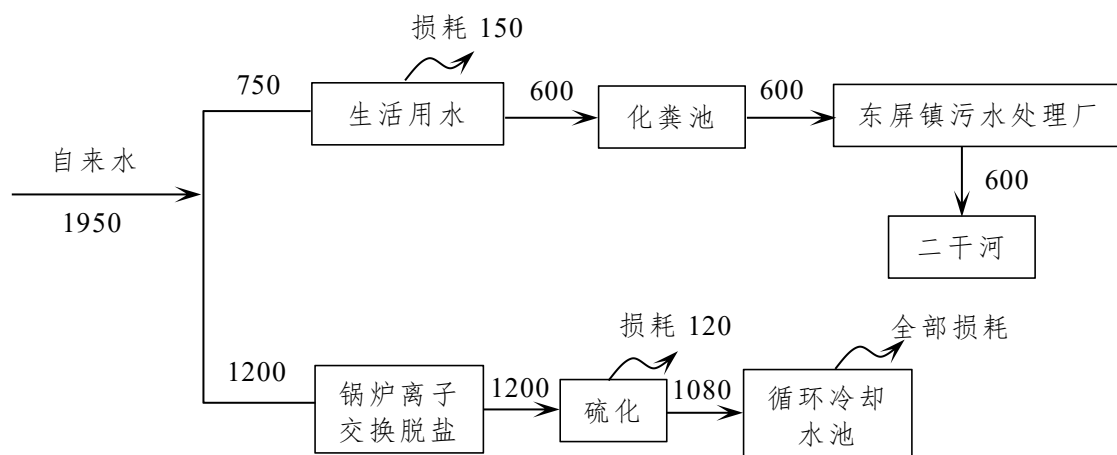 损耗 150
750
生活用水
600
化粪池
600
东屏镇污水处理厂
自来水
1950
600
二干河
损耗 120
全部损耗
1200
锅炉离子
交换脱盐
1200
硫化
1080
循环冷却
水池